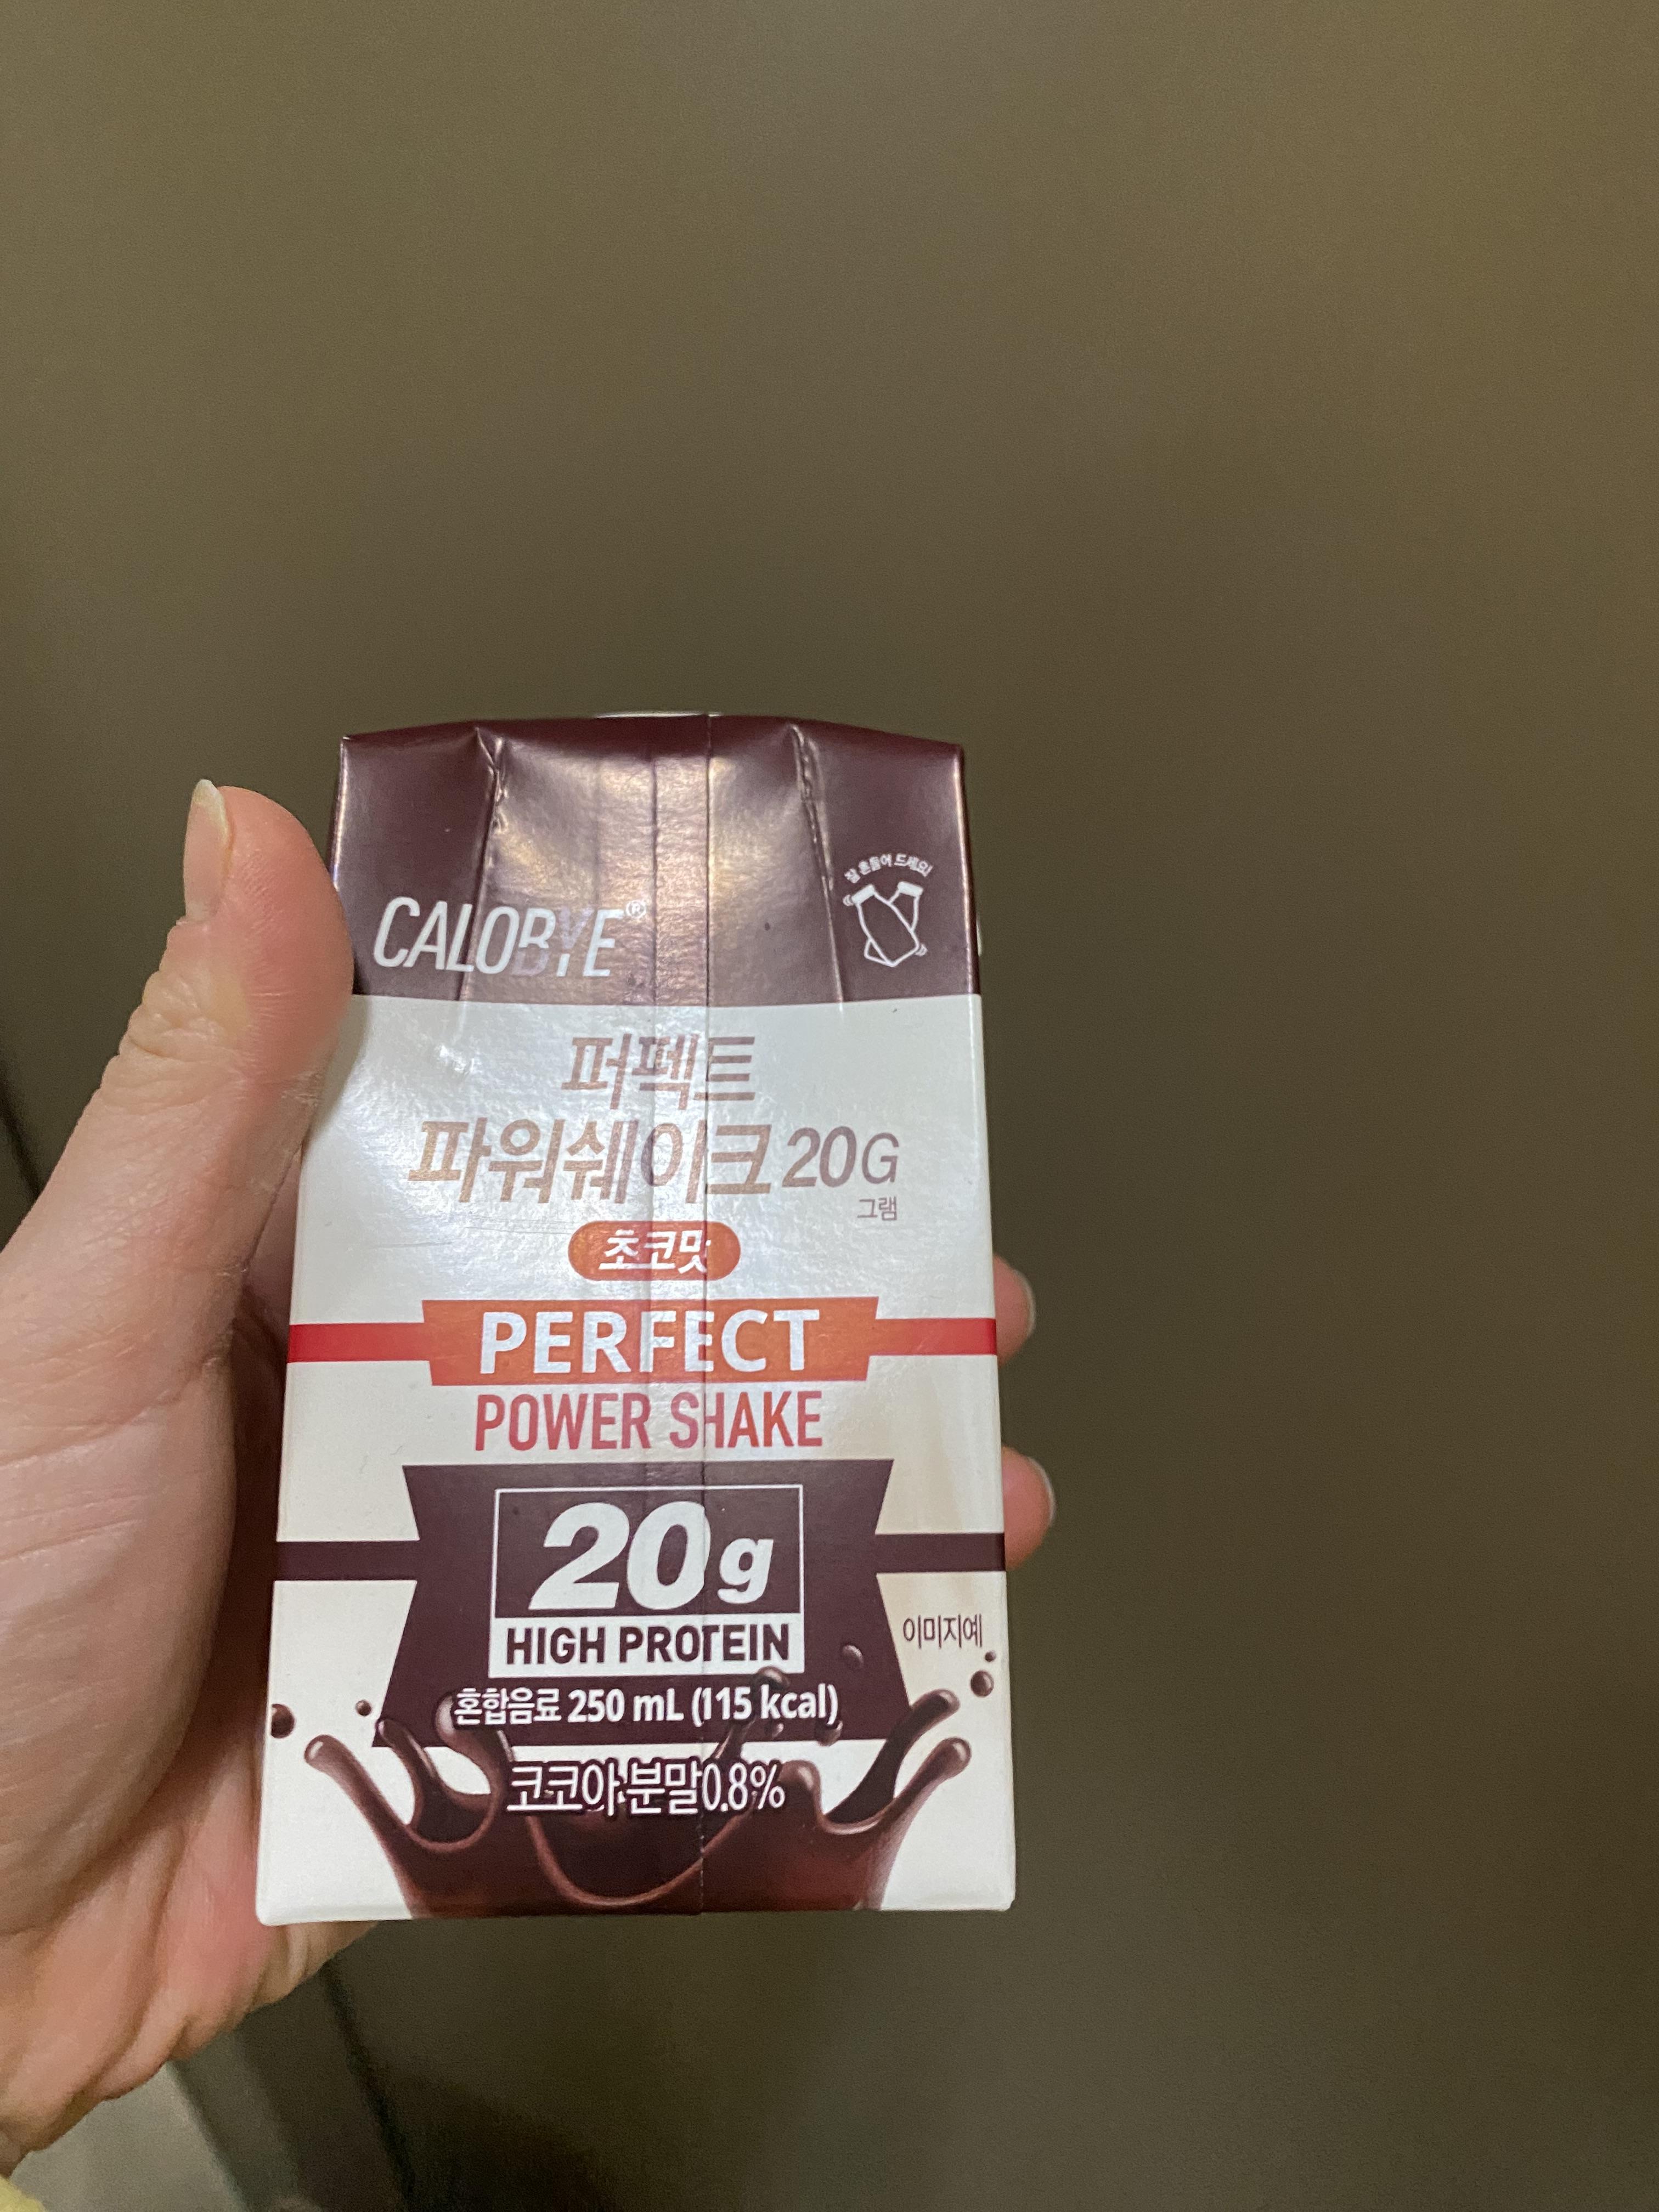 CALOBYE®
잘 흔들어 드세요!
퍼펙트
파워쉐이크 20G
그램
초코맛
PERFECT
POWER SHAKE
20g
HIGH PROTEIN
이미지예
혼합음료 250 mL (115 kcal)
코코아분말0.8%